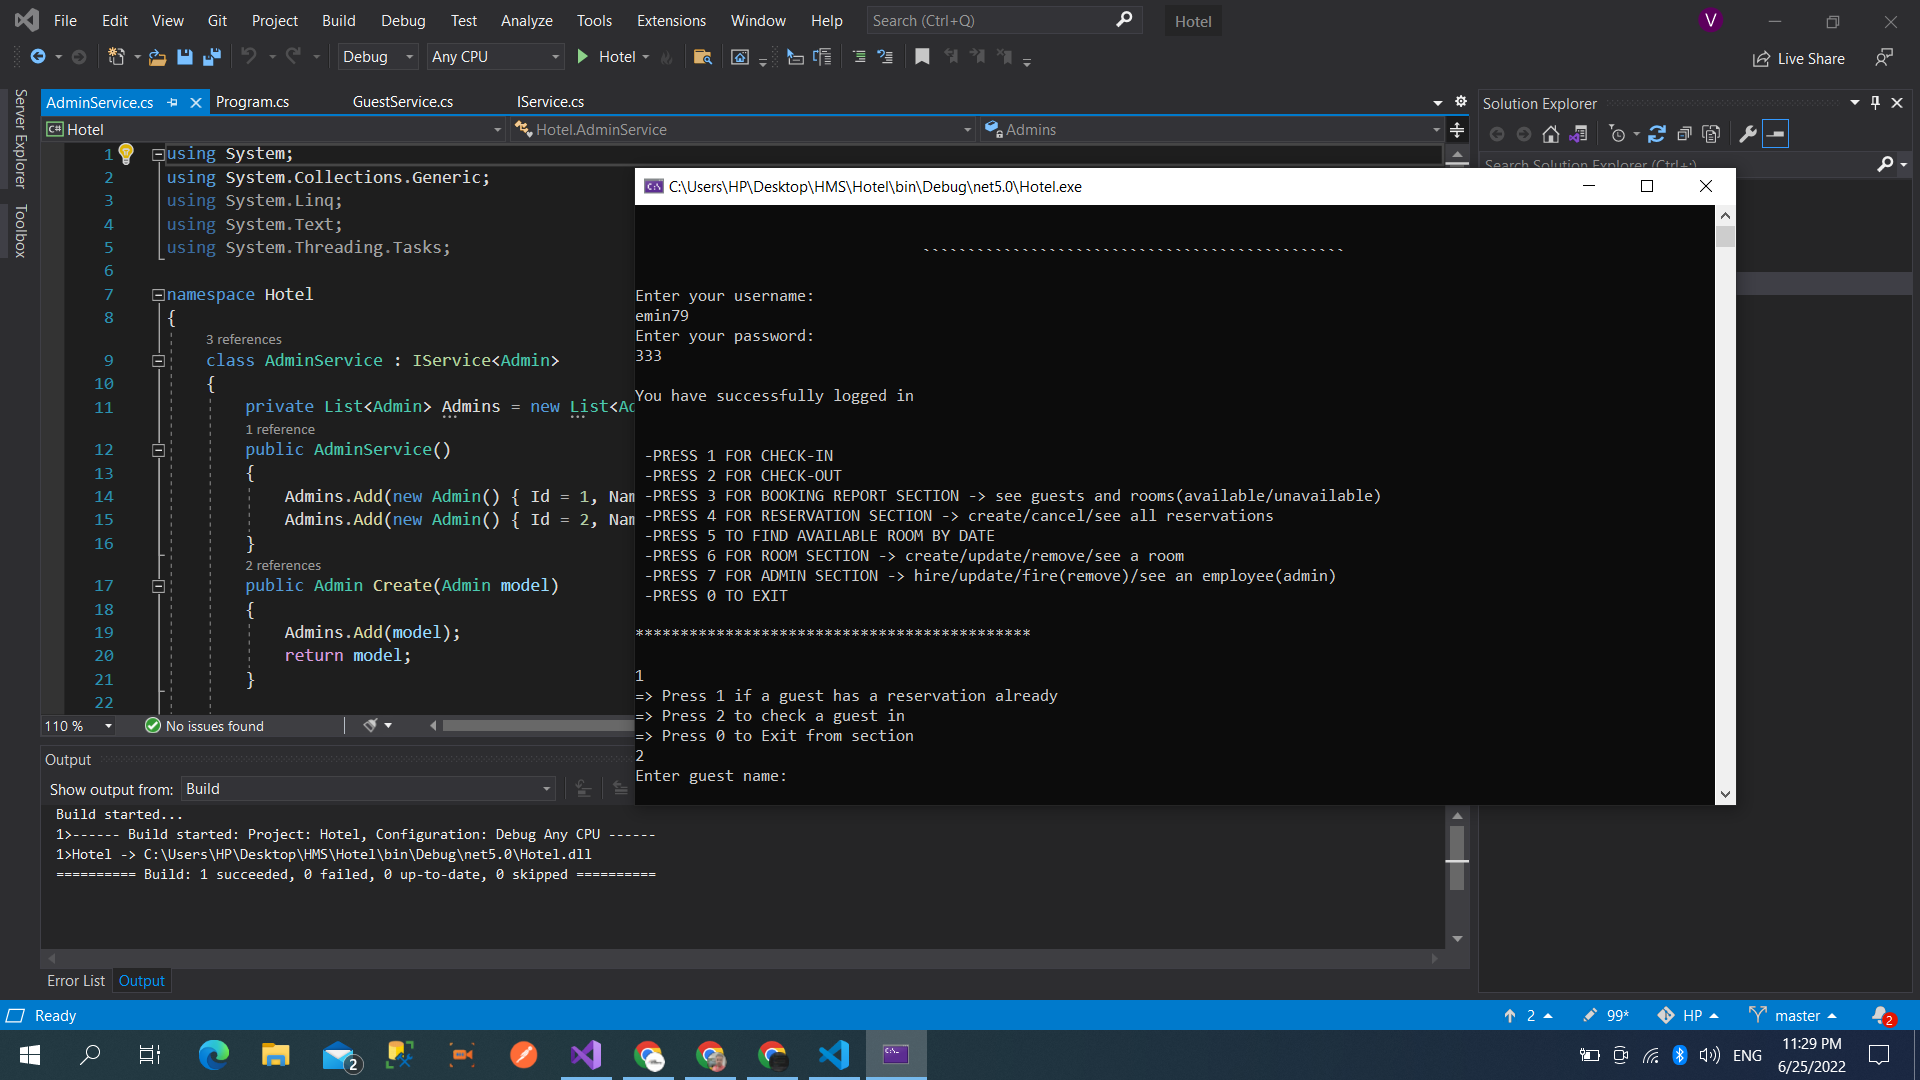 File Edit View Git Project Build Debug Test Analyze Tools Extensions Window Help Search (Ctrl+Q) Hotel V
Debug Any CPU Hotel Live Share
Server Explorer
Toolbox
AdminService.cs Program.cs GuestService.cs IService.cs
C# Hotel Hotel.AdminService Admins
1 using System;
2 using System.Collections.Generic;
3 using System.Linq;
4 using System.Text;
5 using System.Threading.Tasks;
6
7 namespace Hotel
8 {
3 references
9 class AdminService : IService<Admin>
10 {
11 private List<Admin> Admins = new List<Ad
1 reference
12 public AdminService()
13 {
14 Admins.Add(new Admin() { Id = 1, Nam
15 Admins.Add(new Admin() { Id = 2, Nam
16 }
2 references
17 public Admin Create(Admin model)
18 {
19 Admins.Add(model);
20 return model;
21 }
22
110 % No issues found
Output
Show output from: Build
Build started...
1>------ Build started: Project: Hotel, Configuration: Debug Any CPU ------
1>Hotel -> C:\Users\HP\Desktop\HMS\Hotel\bin\Debug\net5.0\Hotel.dll
========== Build: 1 succeeded, 0 failed, 0 up-to-date, 0 skipped ==========
Error List Output
C:\Users\HP\Desktop\HMS\Hotel\bin\Debug\net5.0\Hotel.exe
```````````````````````````````````````````````
Enter your username:
emin79
Enter your password:
333
You have successfully logged in
-PRESS 1 FOR CHECK-IN
-PRESS 2 FOR CHECK-OUT
-PRESS 3 FOR BOOKING REPORT SECTION -> see guests and rooms(available/unavailable)
-PRESS 4 FOR RESERVATION SECTION -> create/cancel/see all reservations
-PRESS 5 TO FIND AVAILABLE ROOM BY DATE
-PRESS 6 FOR ROOM SECTION -> create/update/remove/see a room
-PRESS 7 FOR ADMIN SECTION -> hire/update/fire(remove)/see an employee(admin)
-PRESS 0 TO EXIT
********************************************
1
=> Press 1 if a guest has a reservation already
=> Press 2 to check a guest in
=> Press 0 to Exit from section
2
Enter guest name:
Solution Explorer
Search Solution Explorer (Ctrl+;)
Ready 2 99* HP master 2
2 ENG 11:29 PM
6/25/2022